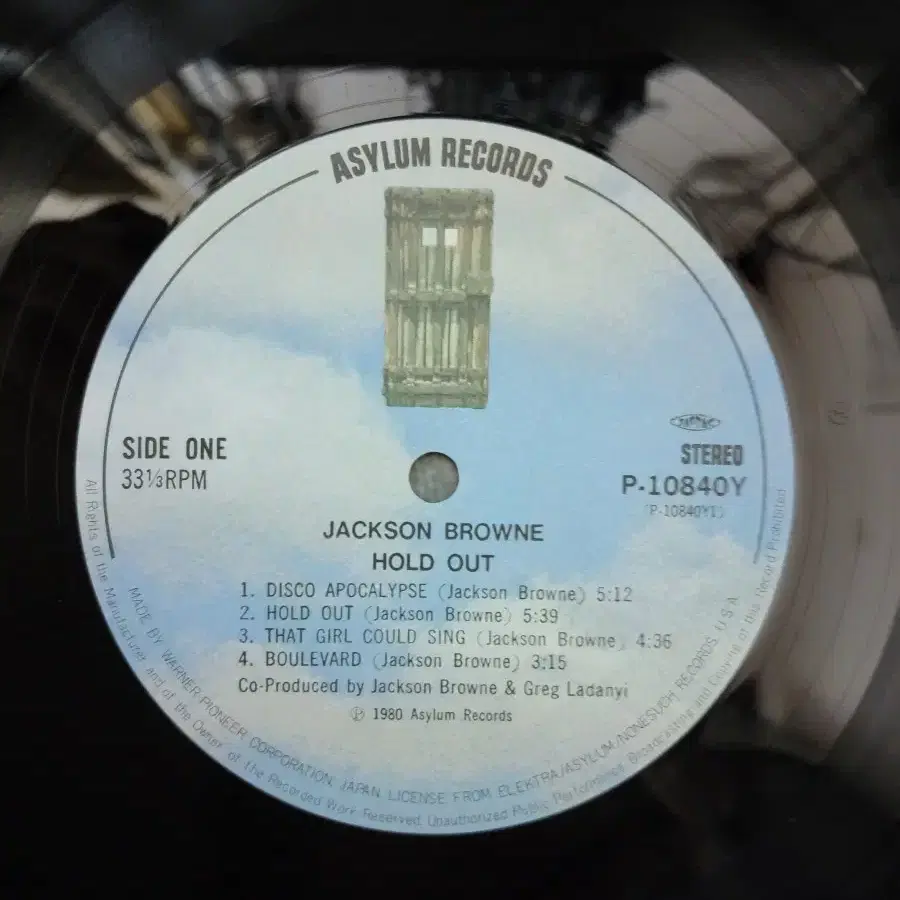 ASYLUM RECORDS
SIDE ONE
33⅓RPM
STEREO
P-10840Y
(P-10840Y1)
JACKSON BROWNE
HOLD OUT
1. DISCO APOCALYPSE (Jackson Browne) 5:12
2. HOLD OUT (Jackson Browne) 5:39
3. THAT GIRL COULD SING (Jackson Browne) 4:36
4. BOULEVARD (Jackson Browne) 3:15
Co-Produced by Jackson Browne & Greg Ladanyi
Ⓟ 1980 Asylum Records
MADE BY WARNER-PIONEER CORPORATION, JAPAN LICENSE FROM ELEKTRA/ASYLUM/NONESUCH RECORDS, U.S.A.
All Rights of the Manufacturer and of the Owner of the Recorded Work Reserved. Unauthorized Public Performance, Broadcasting and Copying of this Record Prohibited